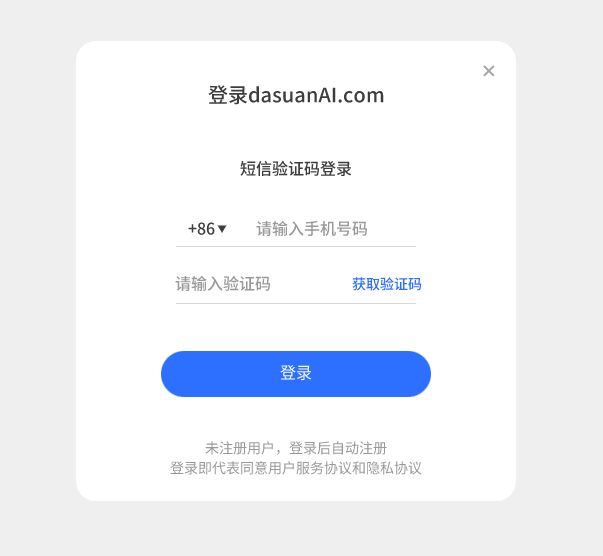 登录dasuanAI.com
短信验证码登录
+86 请输入手机号码
请输入验证码 获取验证码
登录
未注册用户，登录后自动注册
登录即代表同意用户服务协议和隐私协议